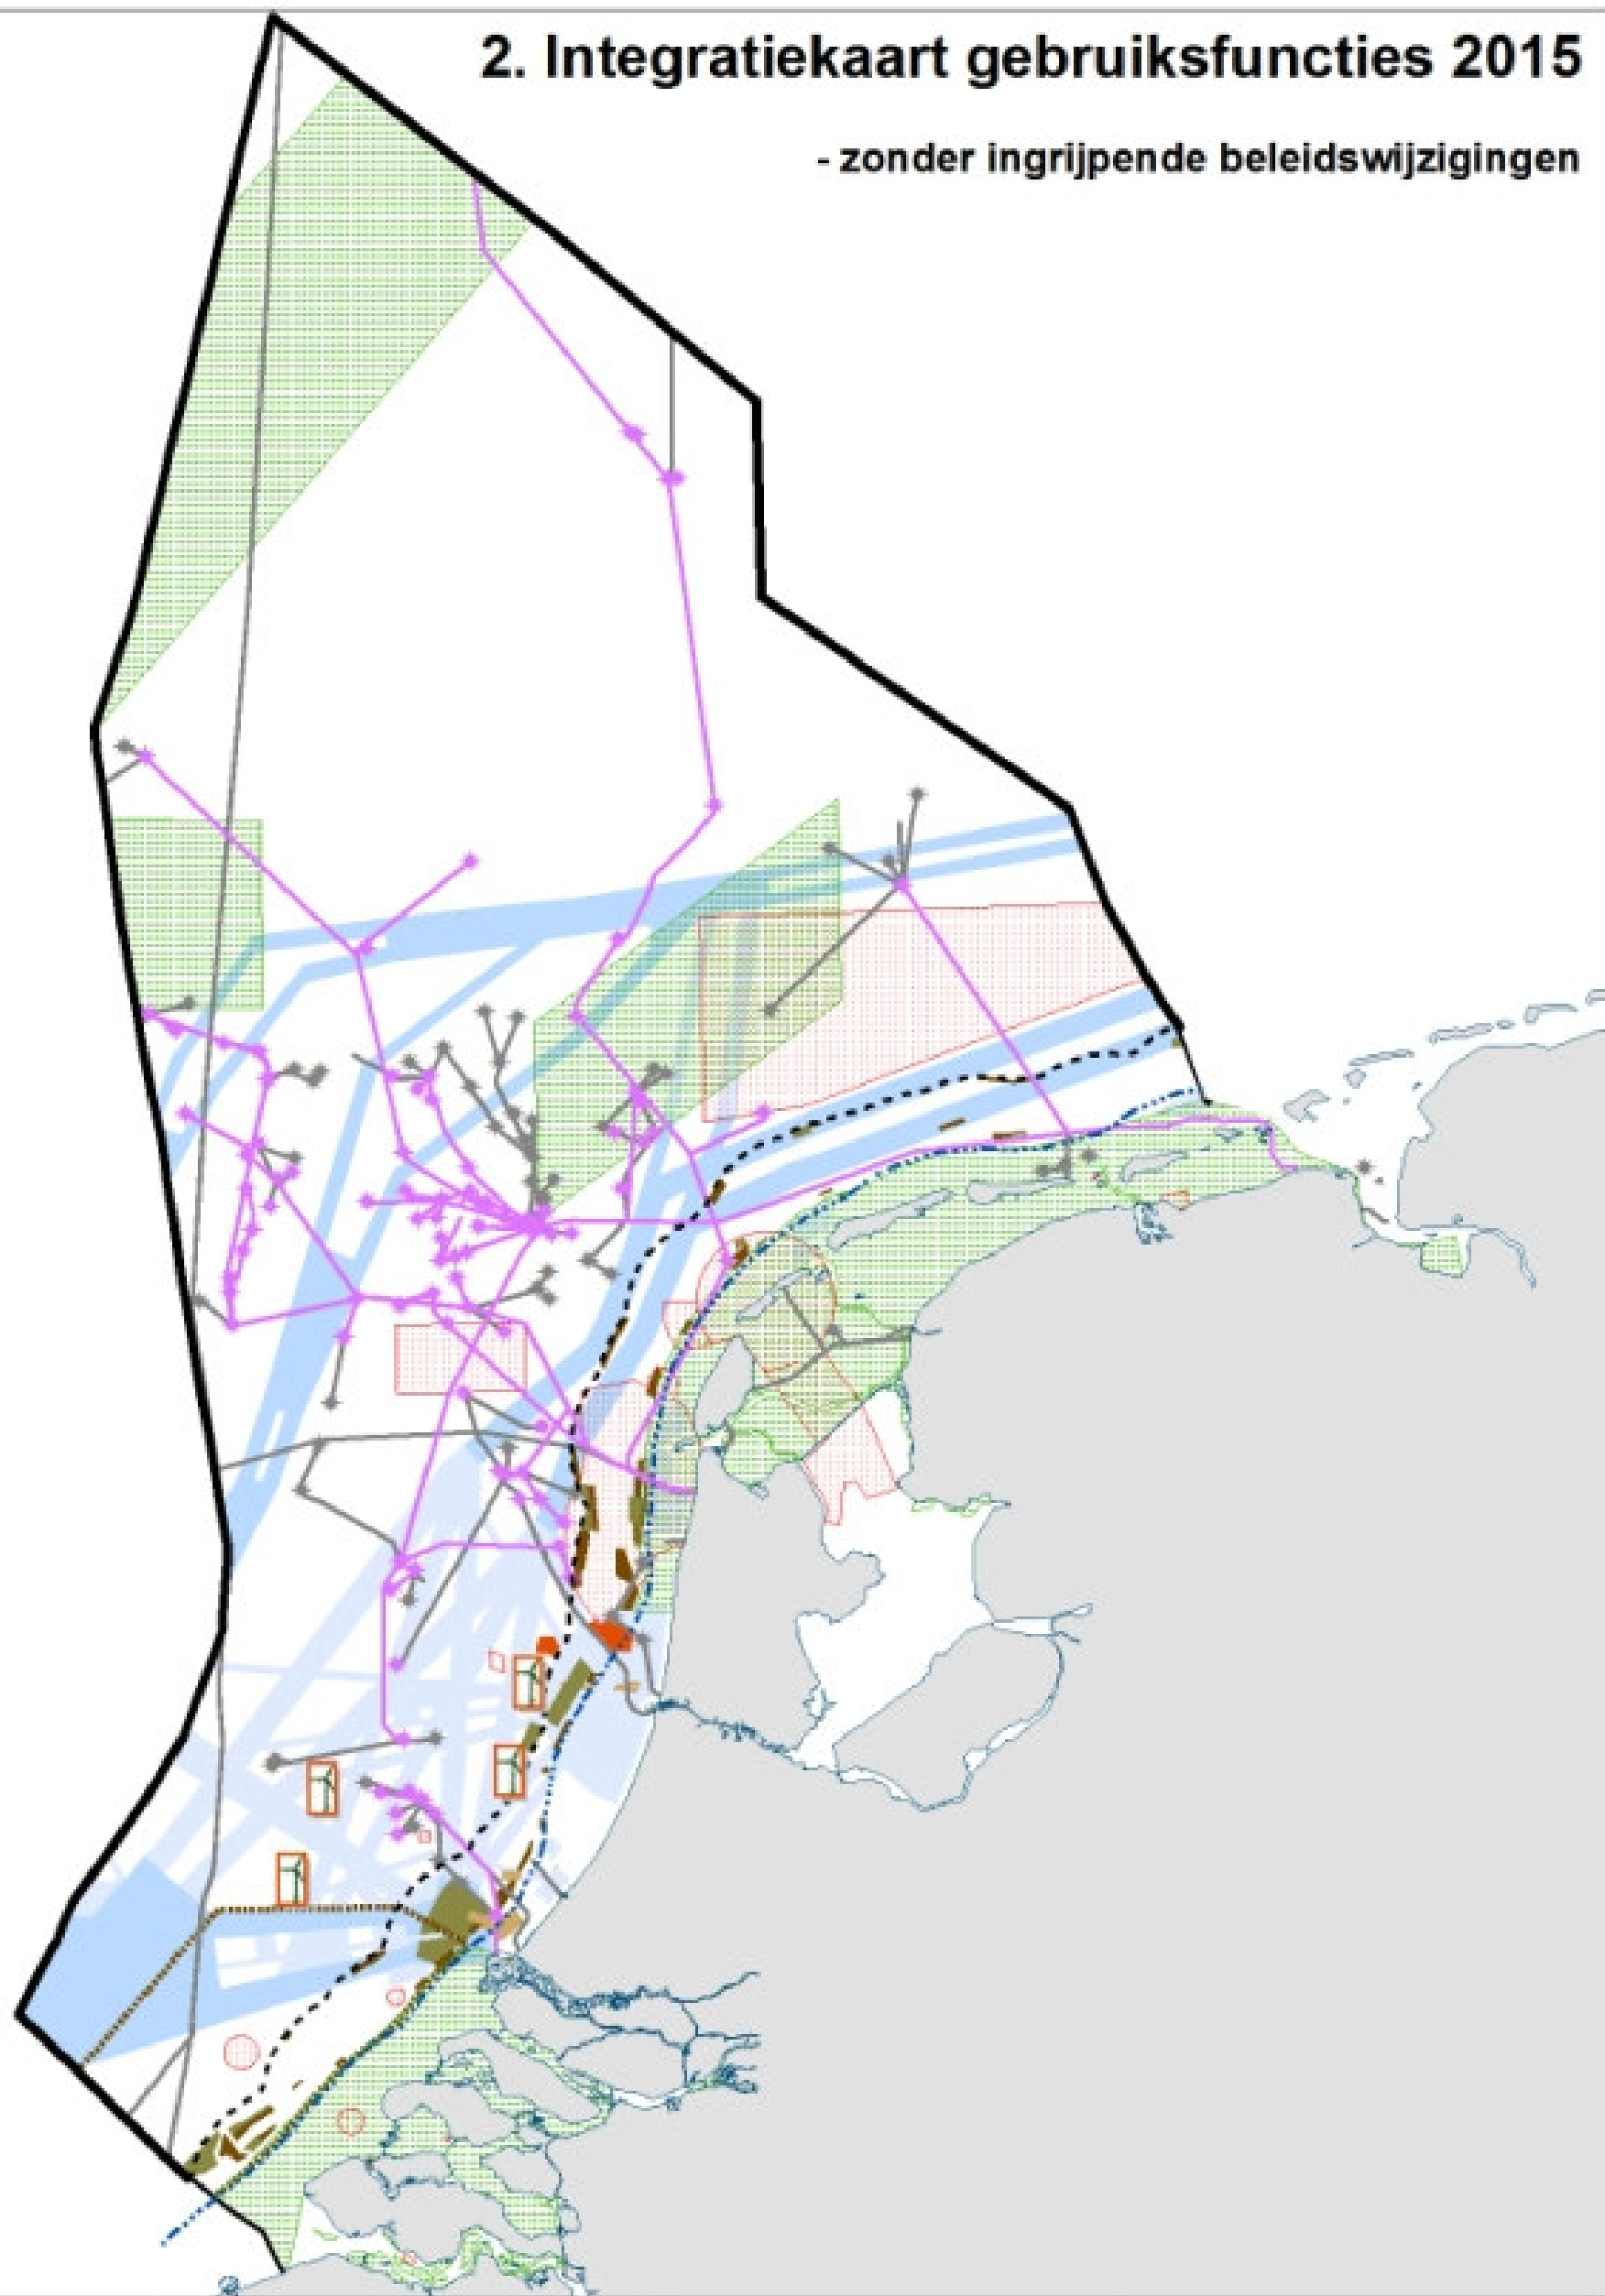 2. Integratiekaart gebruiksfuncties 2015
- zonder ingrijpende beleidswijzigingen